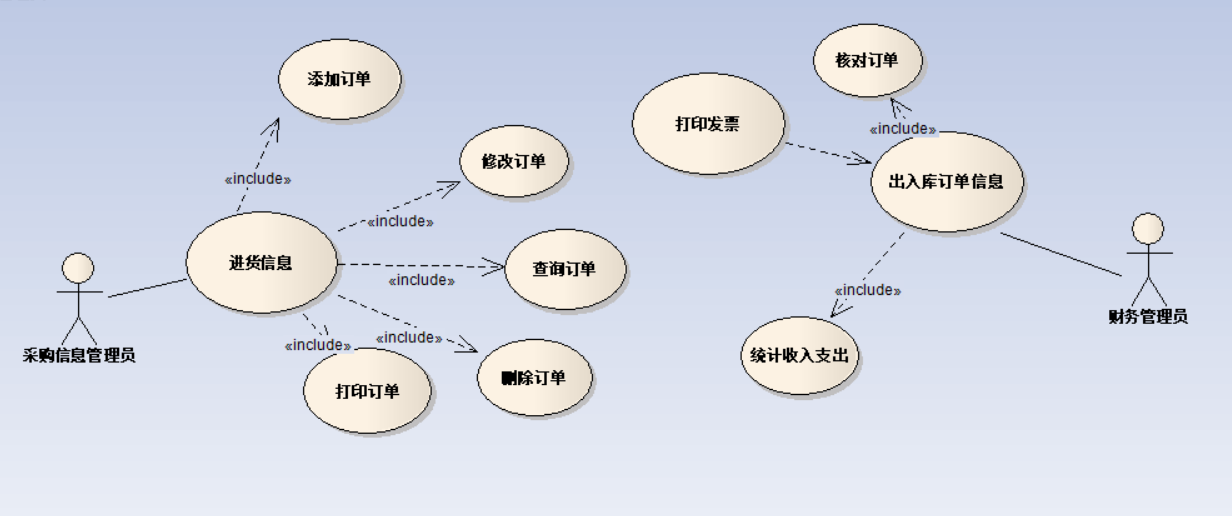 添加订单
«include»
修改订单
«include»
进货信息
查询订单
«include»
采购信息管理员
«include»
«include»
打印订单
删除订单
核对订单
打印发票
«include»
出入库订单信息
«include»
财务管理员
统计收入支出